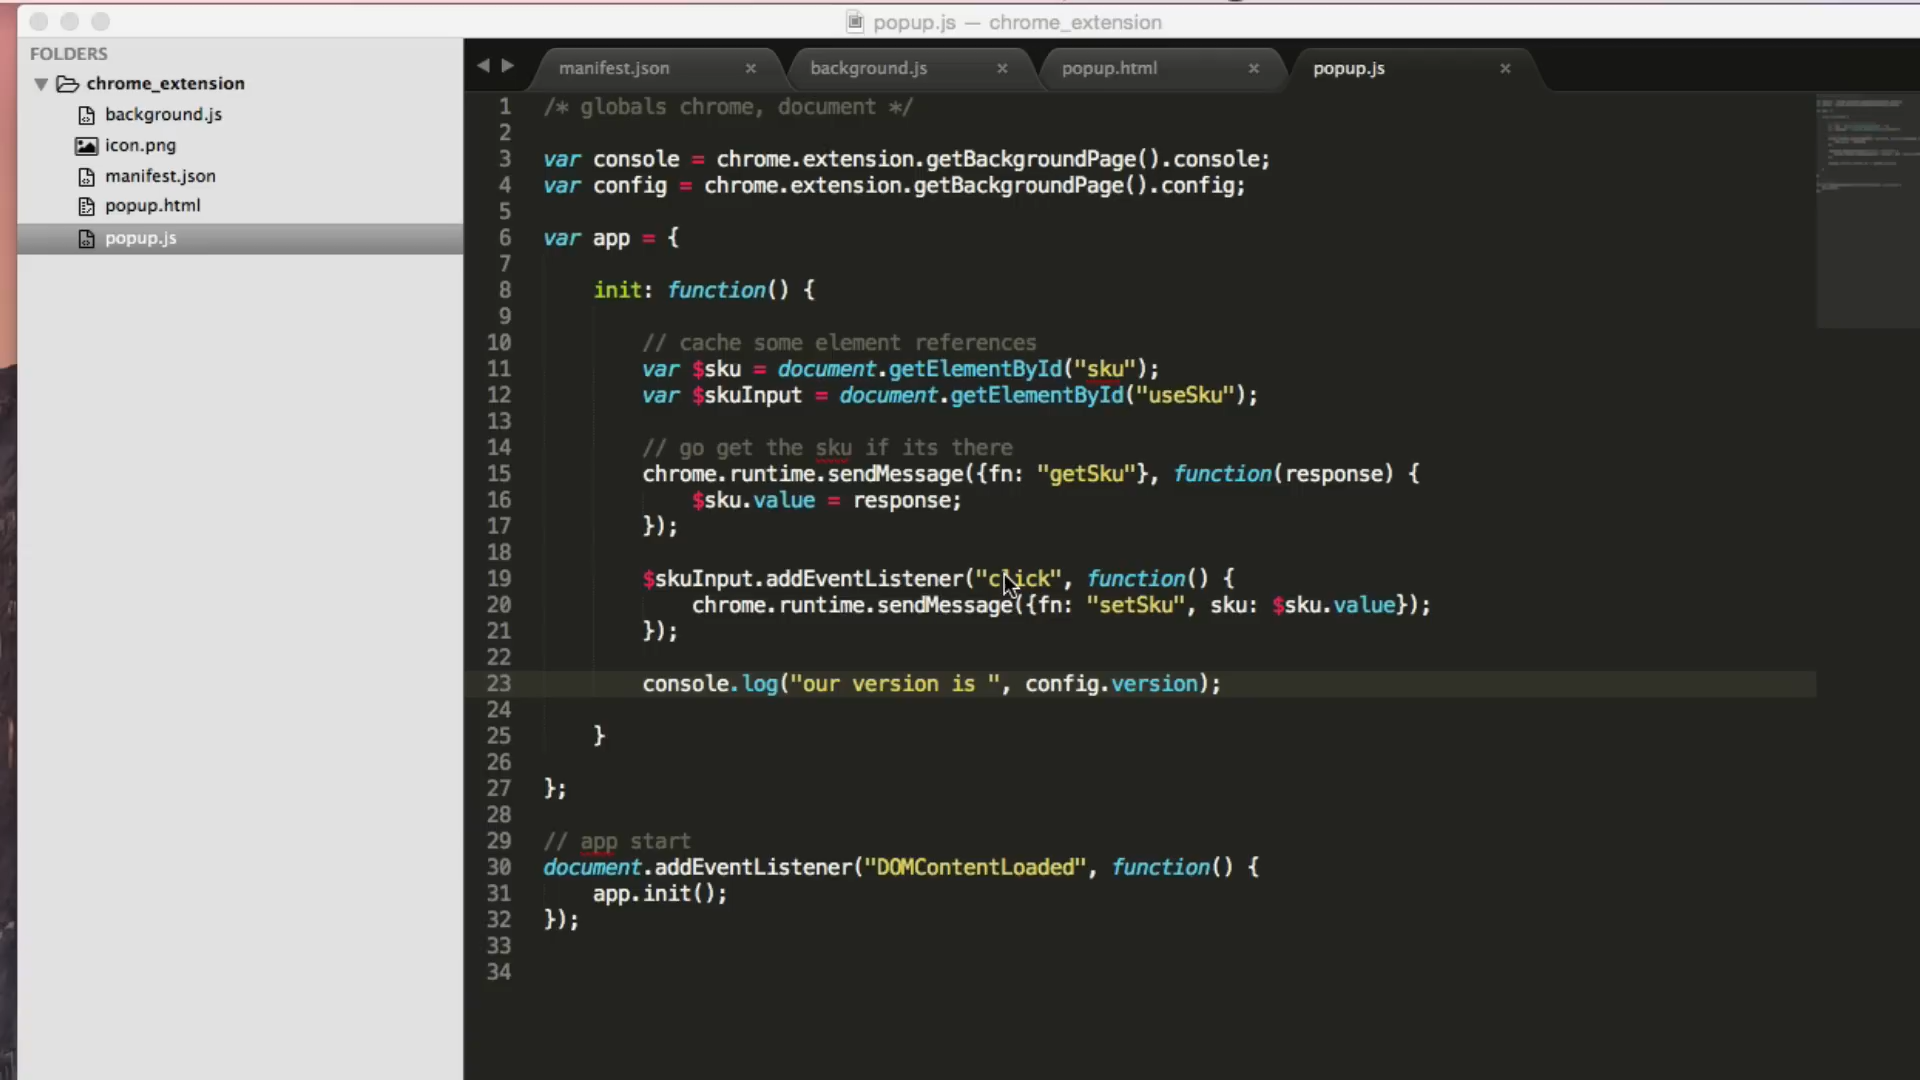 popup.js — chrome_extension
FOLDERS
chrome_extension
background.js
icon.png
manifest.json
popup.html
popup.js
manifest.json × background.js × popup.html × popup.js ×
1 /* globals chrome, document */
2
3 var console = chrome.extension.getBackgroundPage().console;
4 var config = chrome.extension.getBackgroundPage().config;
5
6 var app = {
7
8 init: function() {
9
10 // cache some element references
11 var $sku = document.getElementById("sku");
12 var $skuInput = document.getElementById("useSku");
13
14 // go get the sku if its there
15 chrome.runtime.sendMessage({fn: "getSku"}, function(response) {
16 $sku.value = response;
17 });
18
19 $skuInput.addEventListener("click", function() {
20 chrome.runtime.sendMessage({fn: "setSku", sku: $sku.value});
21 });
22
23 console.log("our version is ", config.version);
24
25 }
26
27 };
28
29 // app start
30 document.addEventListener("DOMContentLoaded", function() {
31 app.init();
32 });
33
34